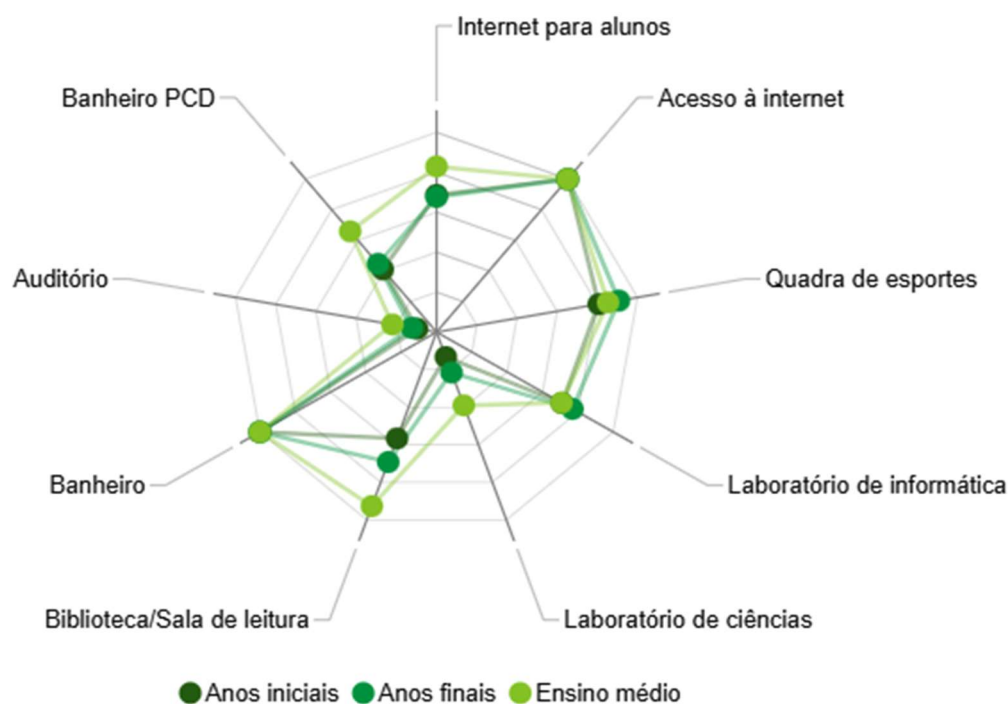 Internet para alunos
Banheiro PCD
Acesso à internet
Auditório
Quadra de esportes
Banheiro
Laboratório de informática
Biblioteca/Sala de leitura
Laboratório de ciências
Anos iniciais Anos finais Ensino médio